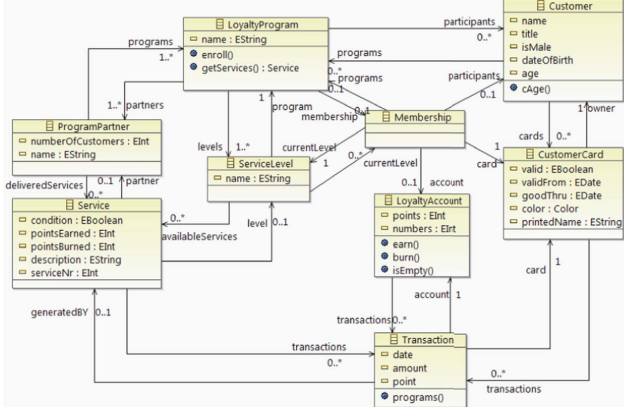 LoyaltyProgram
name : EString
enroll()
getServices() : Service
participants
0..*
Customer
name
title
isMale
dateOfBirth
age
cAge()
programs
1..*
programs
0..*
programs
0..1
participants
0..1
1..* partners
1
program
membership
0..1
Membership
1 owner
ProgramPartner
numberOfCustomers : EInt
name : EString
levels
1..*
currentLevel
1
0..*
currentLevel
1
card
cards
0..*
ServiceLevel
name : EString
CustomerCard
valid : EBoolean
validFrom : EDate
goodThru : EDate
color : Color
printedName : EString
deliveredServices
0..*
0..1
partner
0..1
account
Service
condition : EBoolean
pointsEarned : EInt
pointsBurned : EInt
description : EString
serviceNr : EInt
0..*
availableServices
level
0..1
LoyaltyAccount
points : EInt
numbers : EInt
earn()
burn()
isEmpty()
card
1
generatedBY
0..1
account
1
transactions
0..*
transactions
0..*
Transaction
date
amount
point
programs()
0..*
transactions